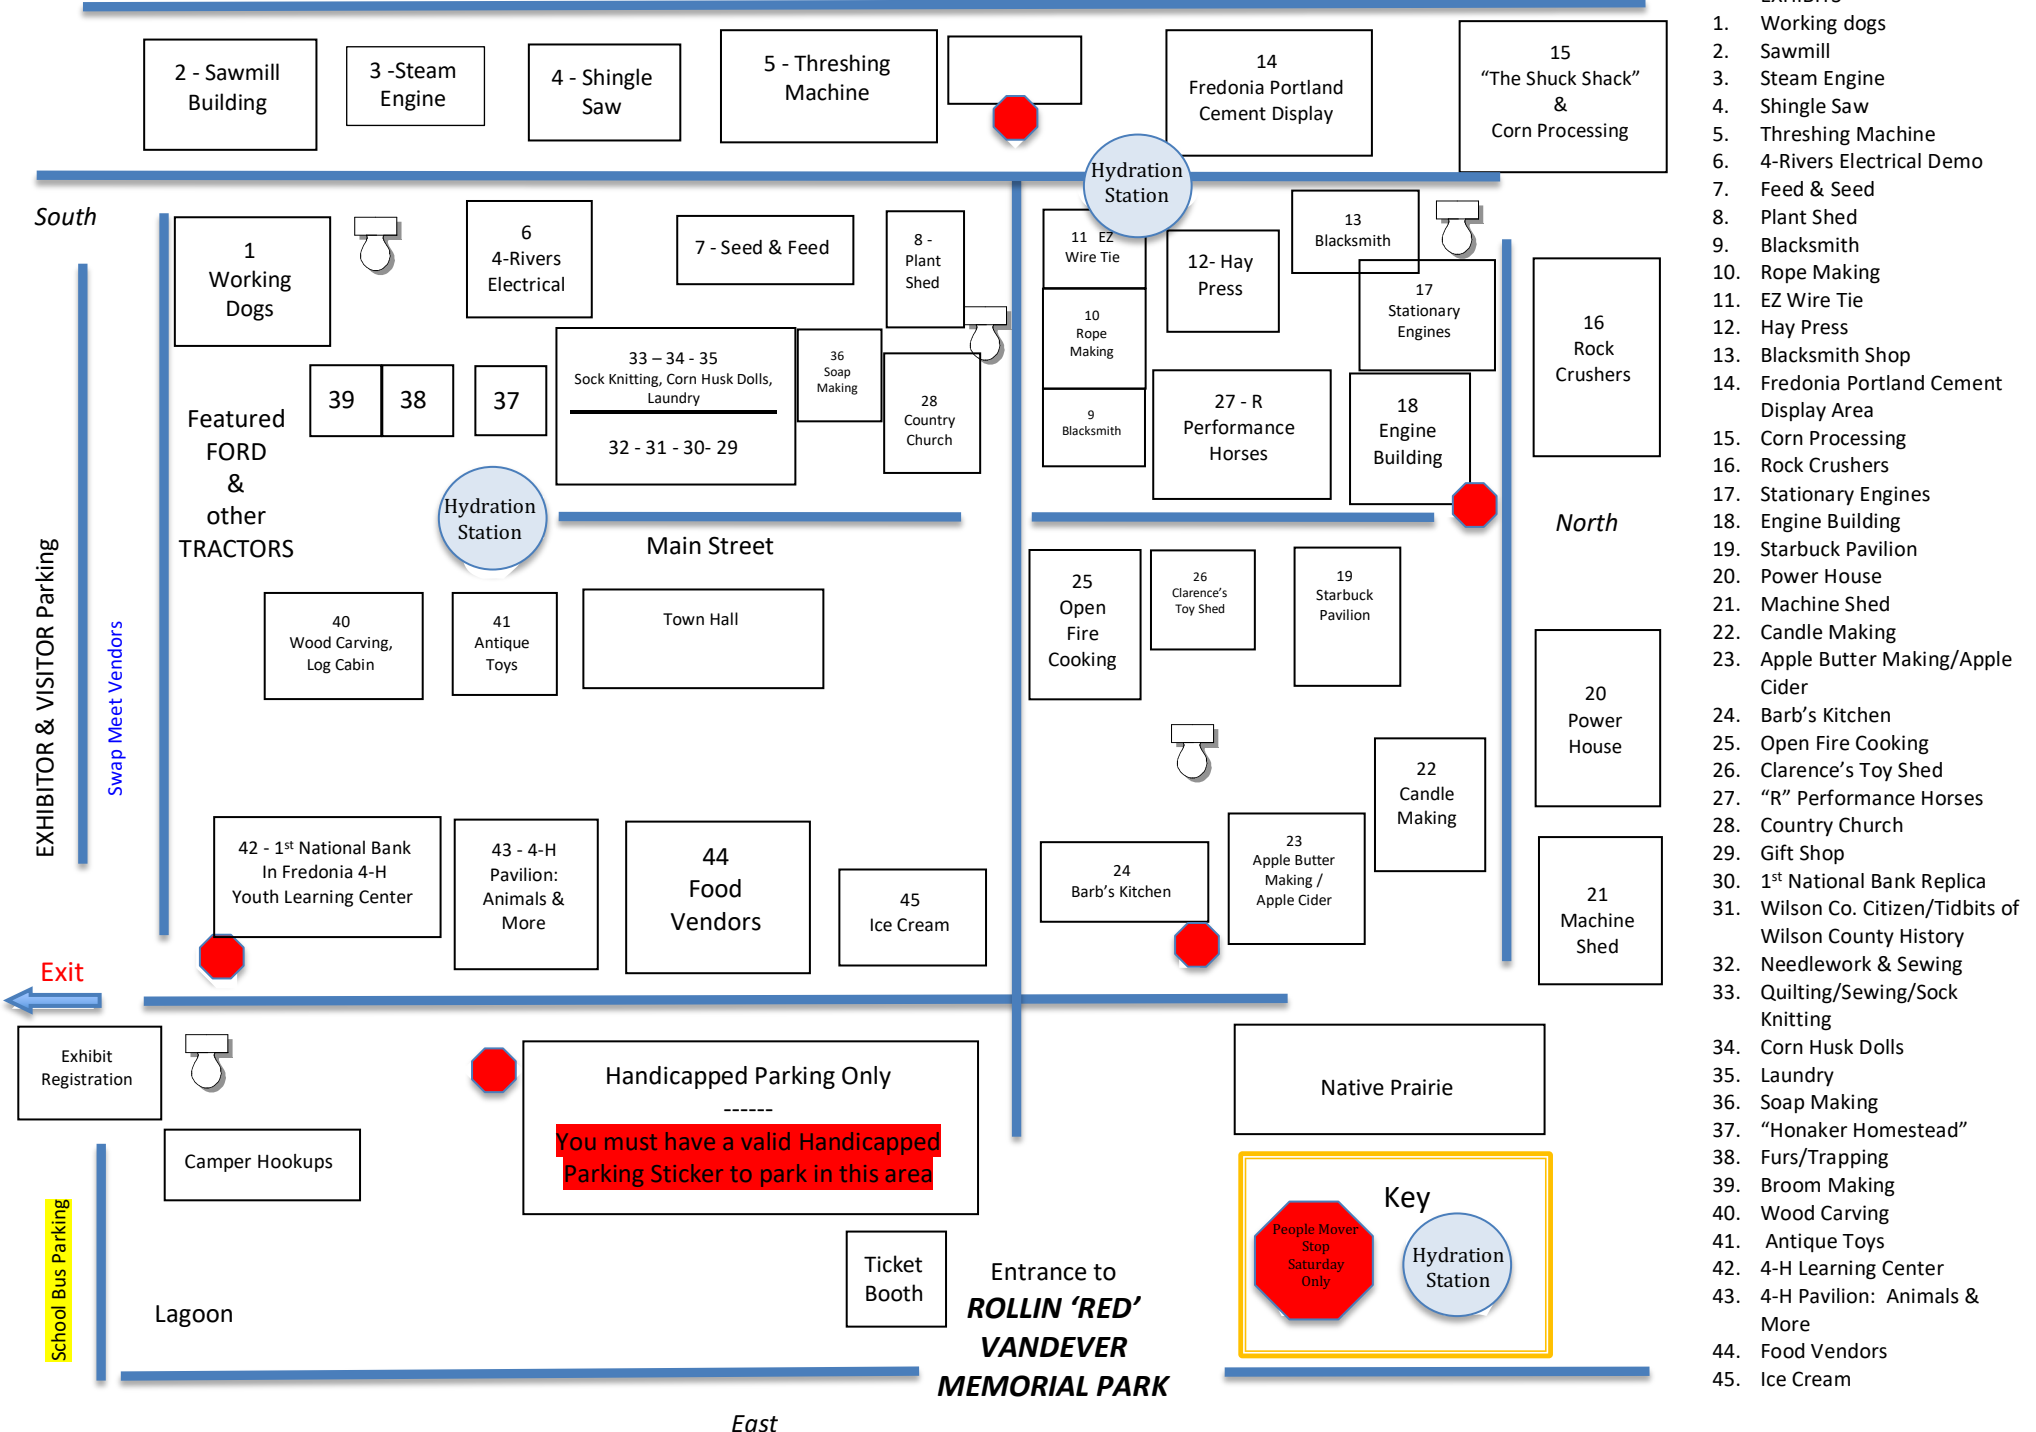 2 - Sawmill
Building
3 -Steam
Engine
4 - Shingle
Saw
5 - Threshing
Machine
14
Fredonia Portland
Cement Display
15
“The Shuck Shack”
&
Corn Processing
Hydration
Station
South
1
Working
Dogs
6
4-Rivers
Electrical
7 - Seed & Feed
8 -
Plant
Shed
11 EZ
Wire Tie
12- Hay
Press
13
Blacksmith
17
Stationary
Engines
16
Rock
Crushers
10
Rope
Making
9
Blacksmith
27 - R
Performance
Horses
18
Engine
Building
39
38
37
33 – 34 - 35
Sock Knitting, Corn Husk Dolls,
Laundry
32 - 31 - 30- 29
36
Soap
Making
28
Country
Church
Featured
FORD
&
other
TRACTORS
Hydration
Station
Main Street
North
EXHIBITOR & VISITOR Parking
Swap Meet Vendors
40
Wood Carving,
Log Cabin
41
Antique
Toys
Town Hall
25
Open
Fire
Cooking
26
Clarence’s
Toy Shed
19
Starbuck
Pavilion
20
Power
House
22
Candle
Making
42 - 1st National Bank
In Fredonia 4-H
Youth Learning Center
43 - 4-H
Pavilion:
Animals &
More
44
Food
Vendors
45
Ice Cream
24
Barb’s Kitchen
23
Apple Butter
Making /
Apple Cider
21
Machine
Shed
Exit
Exhibit
Registration
Camper Hookups
Handicapped Parking Only
------
You must have a valid Handicapped
Parking Sticker to park in this area
Native Prairie
School Bus Parking
Lagoon
Ticket
Booth
Entrance to
ROLLIN ‘RED’
VANDEVER
MEMORIAL PARK
Key
People Mover
Stop
Saturday
Only
Hydration
Station
East
EXHIBITS
1. Working dogs
2. Sawmill
3. Steam Engine
4. Shingle Saw
5. Threshing Machine
6. 4-Rivers Electrical Demo
7. Feed & Seed
8. Plant Shed
9. Blacksmith
10. Rope Making
11. EZ Wire Tie
12. Hay Press
13. Blacksmith Shop
14. Fredonia Portland Cement
Display Area
15. Corn Processing
16. Rock Crushers
17. Stationary Engines
18. Engine Building
19. Starbuck Pavilion
20. Power House
21. Machine Shed
22. Candle Making
23. Apple Butter Making/Apple
Cider
24. Barb’s Kitchen
25. Open Fire Cooking
26. Clarence’s Toy Shed
27. “R” Performance Horses
28. Country Church
29. Gift Shop
30. 1st National Bank Replica
31. Wilson Co. Citizen/Tidbits of
Wilson County History
32. Needlework & Sewing
33. Quilting/Sewing/Sock
Knitting
34. Corn Husk Dolls
35. Laundry
36. Soap Making
37. “Honaker Homestead”
38. Furs/Trapping
39. Broom Making
40. Wood Carving
41. Antique Toys
42. 4-H Learning Center
43. 4-H Pavilion: Animals &
More
44. Food Vendors
45. Ice Cream